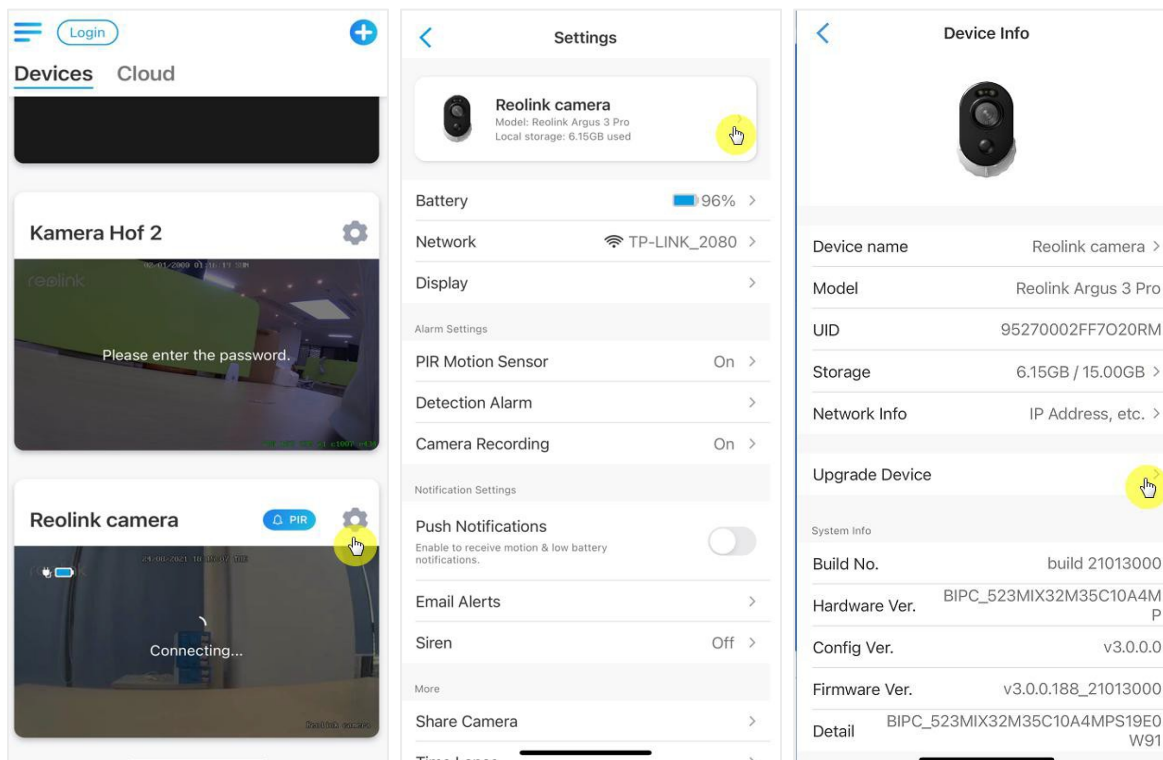 Login
Devices Cloud
Kamera Hof 2
reolink
Please enter the password.
Reolink camera PIR
Connecting...
Reolink camera
Settings
Reolink camera
Model: Reolink Argus 3 Pro
Local storage: 6.15GB used
Battery 96%
Network TP-LINK_2080
Display
Alarm Settings
PIR Motion Sensor On
Detection Alarm
Camera Recording On
Notification Settings
Push Notifications
Enable to receive motion & low battery
notifications.
Email Alerts
Siren Off
More
Share Camera
Device Info
Device name Reolink camera
Model Reolink Argus 3 Pro
UID 95270002FF7O20RM
Storage 6.15GB / 15.00GB
Network Info IP Address, etc.
Upgrade Device
System Info
Build No. build 21013000
Hardware Ver. BIPC_523MIX32M35C10A4M
P
Config Ver. v3.0.0.0
Firmware Ver. v3.0.0.188_21013000
Detail BIPC_523MIX32M35C10A4MPS19E0
W91